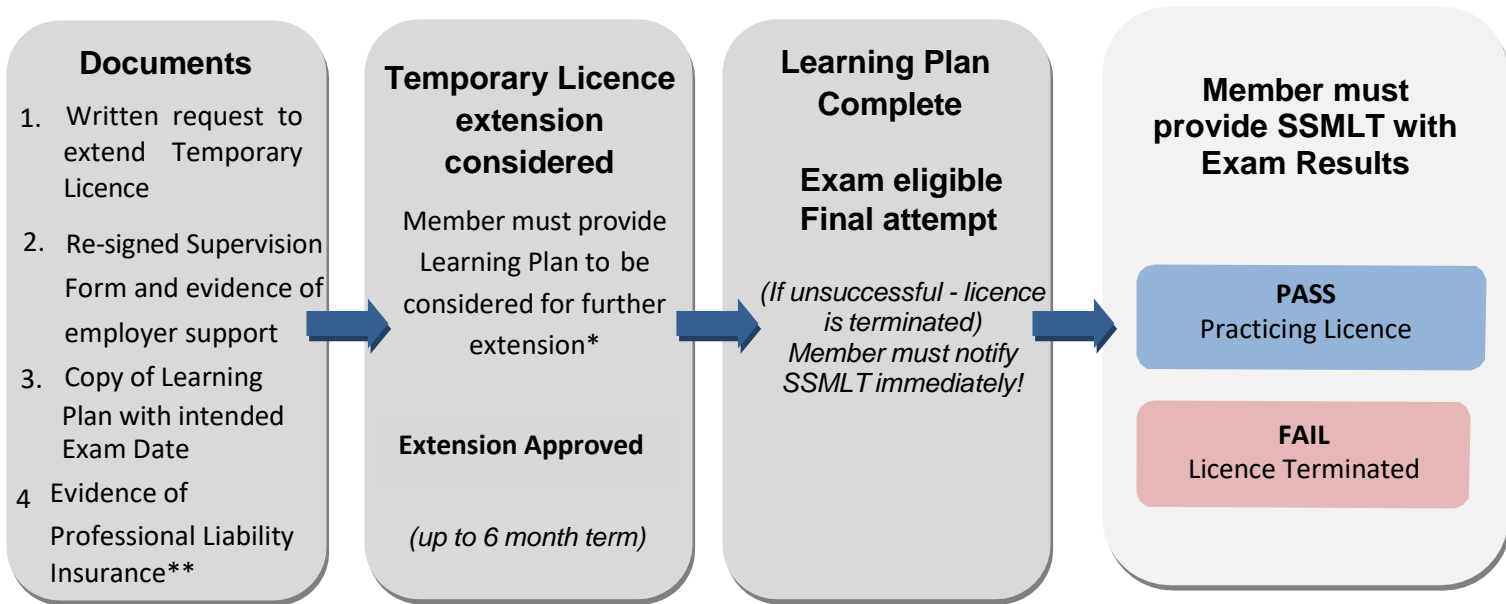 Documents
1. Written request to
extend Temporary
Licence
2. Re-signed Supervision
Form and evidence of
employer support
3. Copy of Learning
Plan with intended
Exam Date
4 Evidence of
Professional Liability
Insurance**
Temporary Licence
extension
considered
Member must provide
Learning Plan to be
considered for further
extension*
Extension Approved
(up to 6 month term)
Learning Plan
Complete
Exam eligible
Final attempt
(If unsuccessful - licence
is terminated)
Member must notify
SSMLT immediately!
Member must
provide SSMLT with
Exam Results
PASS
Practicing Licence
FAIL
Licence Terminated